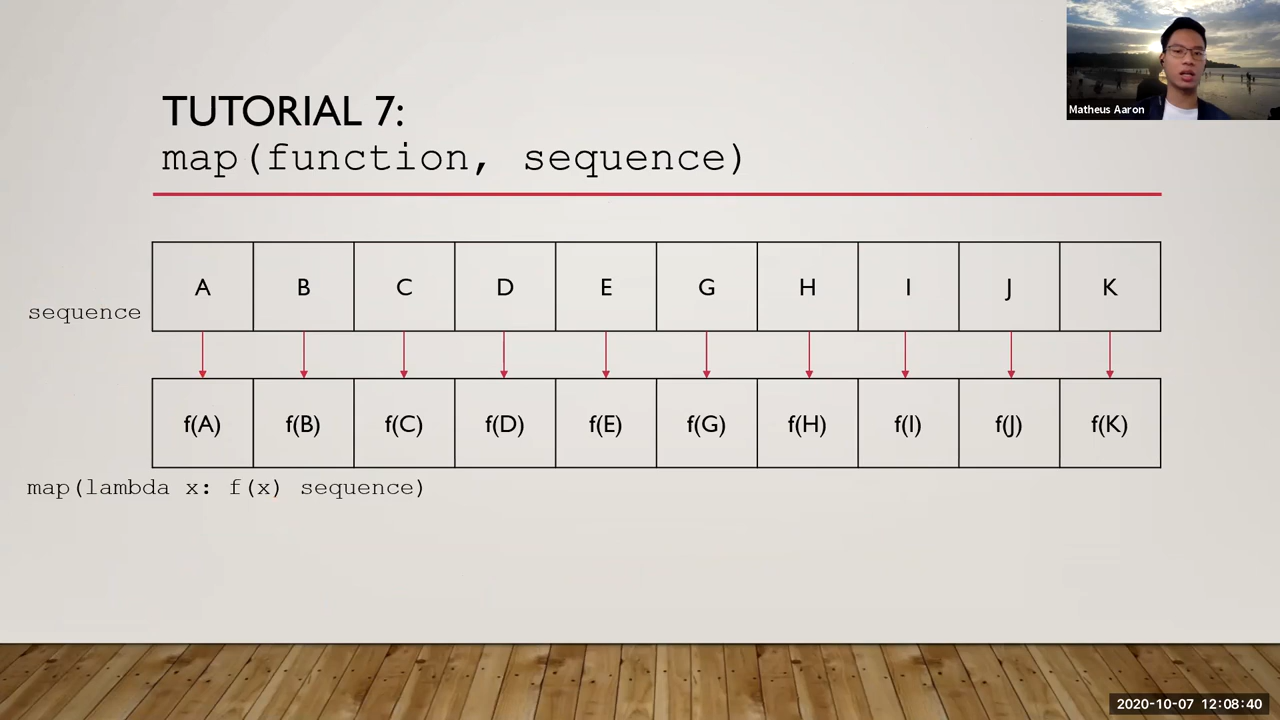 Matheus Aaron
TUTORIAL 7:
map(function, sequence)
A B C D E G H I J K
sequence
f(A) f(B) f(C) f(D) f(E) f(G) f(H) f(I) f(J) f(K)
map(lambda x: f(x) sequence)
2020-10-07 12:08:40